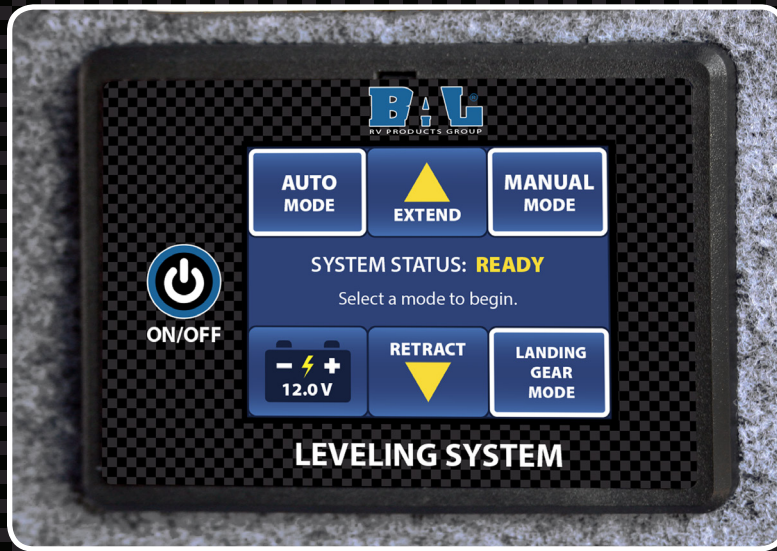 BAL®
RV PRODUCTS GROUP
AUTO
MODE
EXTEND
MANUAL
MODE
SYSTEM STATUS: READY
Select a mode to begin.
ON/OFF
- +
12.0 V
RETRACT
LANDING
GEAR
MODE
LEVELING SYSTEM